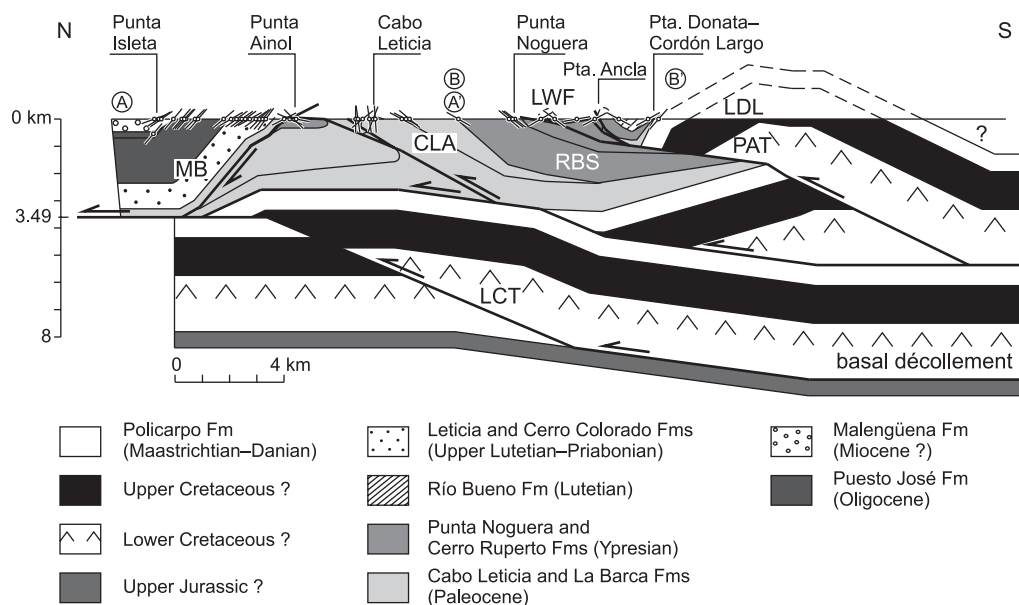 N
Punta
Isleta
Punta
Ainol
Cabo
Leticia
Punta
Noguera
Pta. Donata–
Cordón Largo
S
Pta. Ancla
A
B
A'
B'
LWF
LDL
0 km
?
MB
CLA
RBS
PAT
3.49
LCT
8
basal décollement
0
4 km
Policarpo Fm
(Maastrichtian–Danian)
Upper Cretaceous ?
Lower Cretaceous ?
Upper Jurassic ?
Leticia and Cerro Colorado Fms
(Upper Lutetian–Priabonian)
Río Bueno Fm (Lutetian)
Punta Noguera and
Cerro Ruperto Fms (Ypresian)
Cabo Leticia and La Barca Fms
(Paleocene)
Malengüena Fm
(Miocene ?)
Puesto José Fm
(Oligocene)